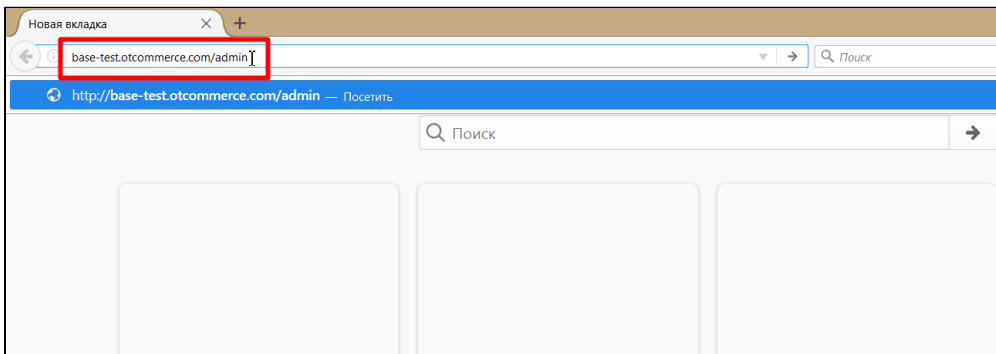 Новая вкладка
base-test.otcommerce.com/admin
Поиск
http://base-test.otcommerce.com/admin — Посетить
Поиск